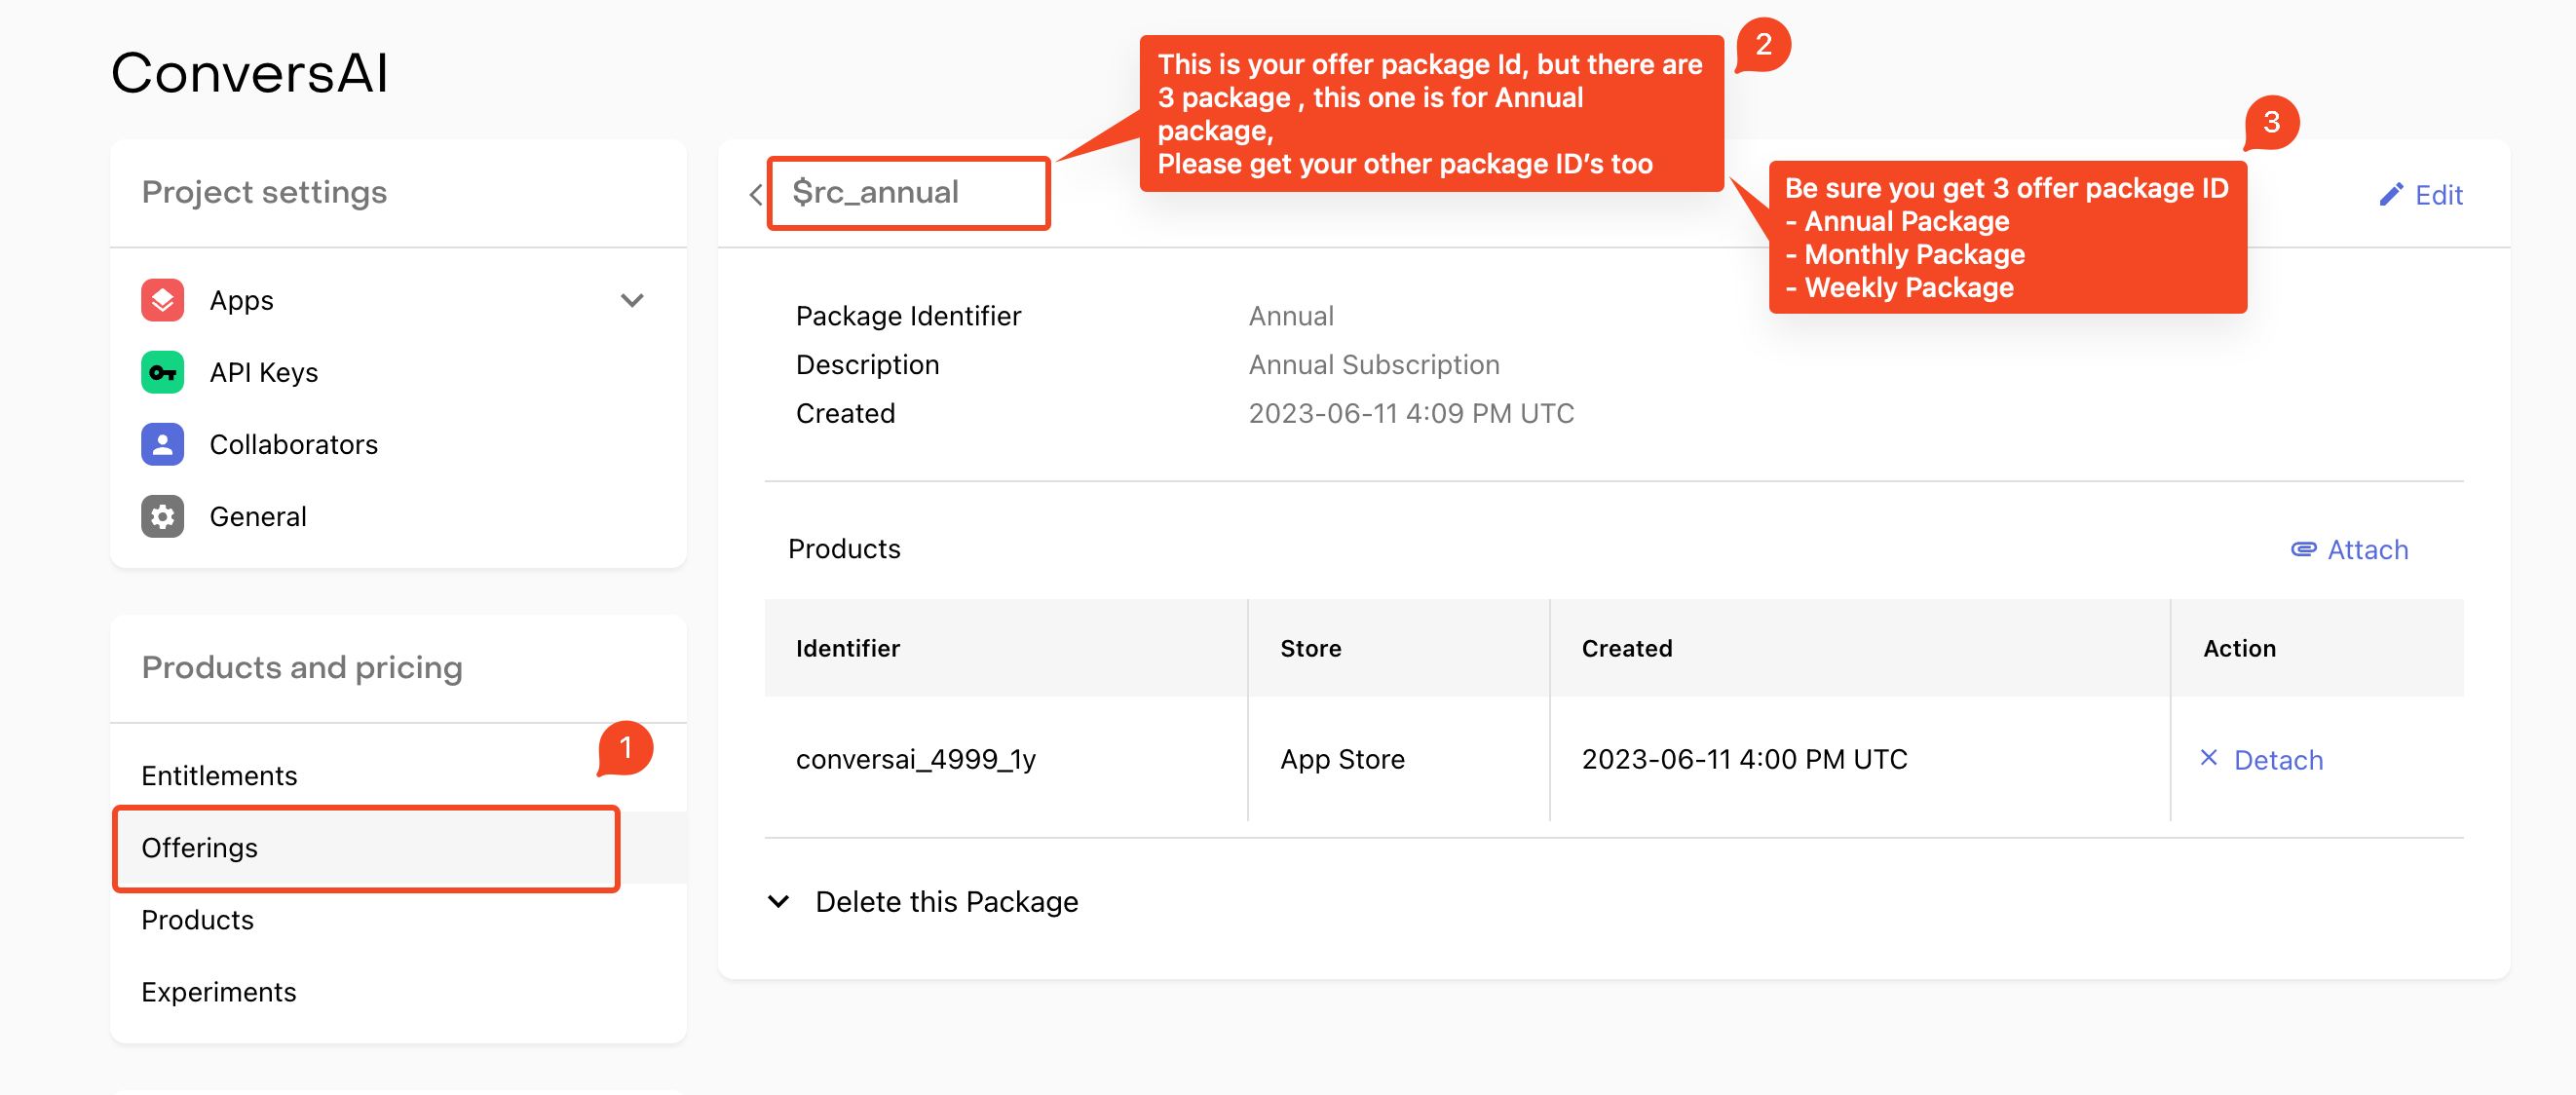 ConversAI
This is your offer package Id, but there are
3 package , this one is for Annual
package,
Please get your other package ID’s too
2
3
Be sure you get 3 offer package ID
- Annual Package
- Monthly Package
- Weekly Package
Project settings
Apps
API Keys
Collaborators
General
Products and pricing
1
Entitlements
Offerings
Products
Experiments
$rc_annual
Edit
Package Identifier Annual
Description Annual Subscription
Created 2023-06-11 4:09 PM UTC
Products
Attach
Identifier Store Created Action
conversai_4999_1y App Store 2023-06-11 4:00 PM UTC Detach
Delete this Package